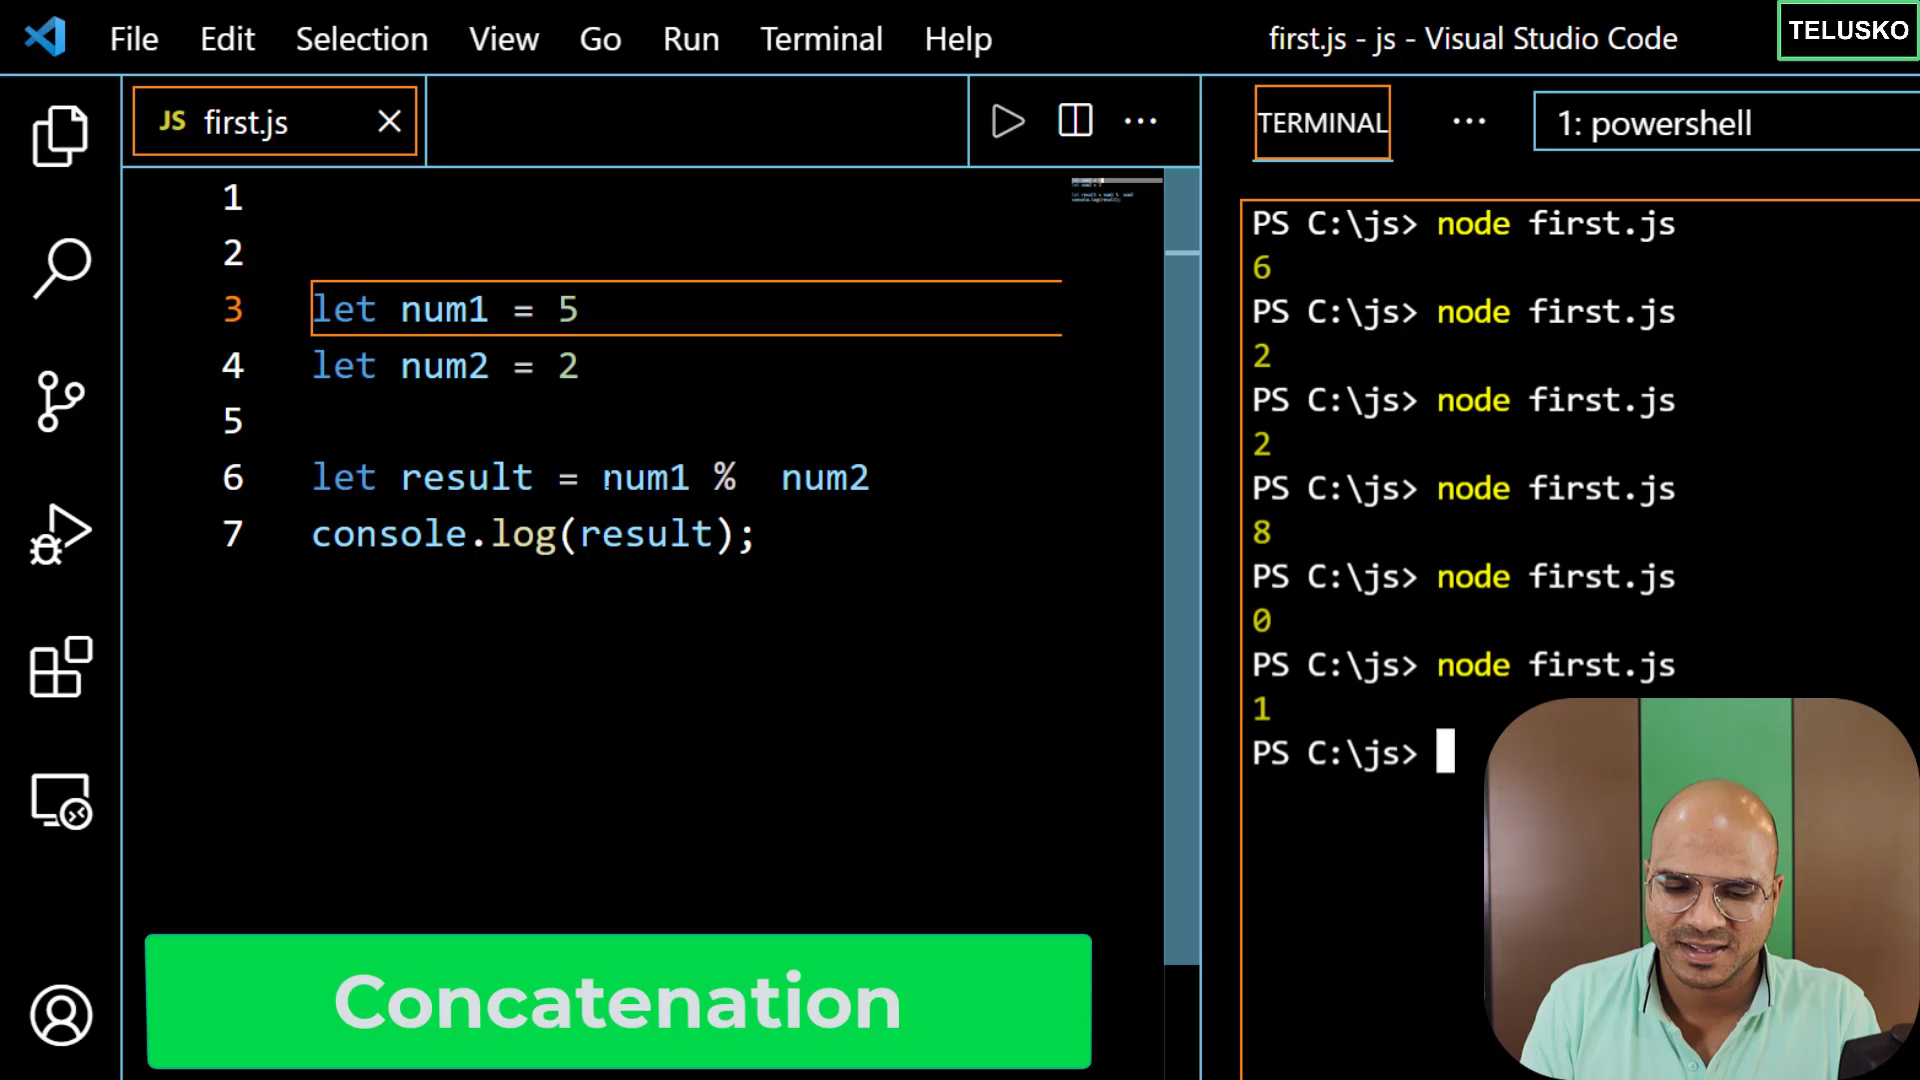 File Edit Selection View Go Run Terminal Help
first.js - js - Visual Studio Code
TELUSKO
JS first.js
TERMINAL
1: powershell
1
2
3 let num1 = 5
4 let num2 = 2
5
6 let result = num1 %  num2
7 console.log(result);
PS C:\js> node first.js
6
PS C:\js> node first.js
2
PS C:\js> node first.js
2
PS C:\js> node first.js
8
PS C:\js> node first.js
0
PS C:\js> node first.js
1
PS C:\js>
Concatenation